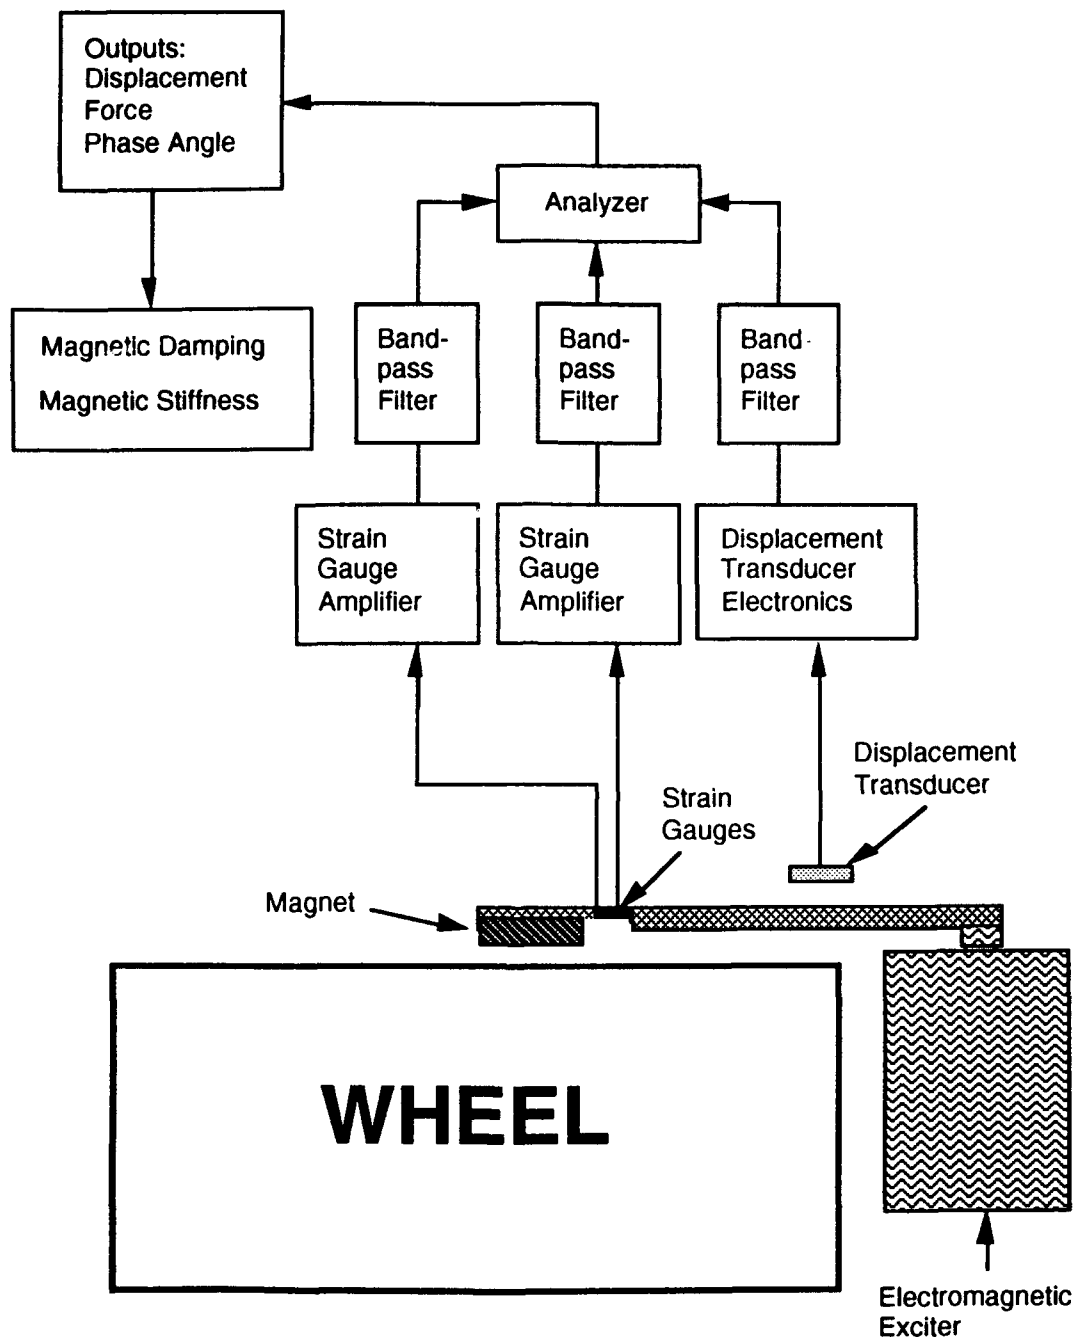 Outputs:
Displacement
Force
Phase Angle
Analyzer
Magnetic Damping
Magnetic Stiffness
Band-
pass
Filter
Band-
pass
Filter
Band-
pass
Filter
Strain
Gauge
Amplifier
Strain
Gauge
Amplifier
Displacement
Transducer
Electronics
Displacement
Transducer
Strain
Gauges
Magnet
WHEEL
Electromagnetic
Exciter